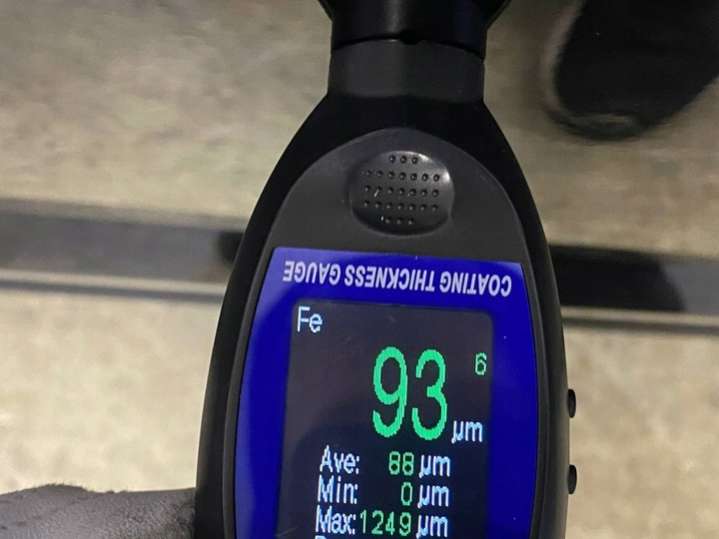 COATING THICKNESS GAUGE
Fe
6
93 µm
Ave: 88 µm
Min: 0 µm
Max: 1249 µm